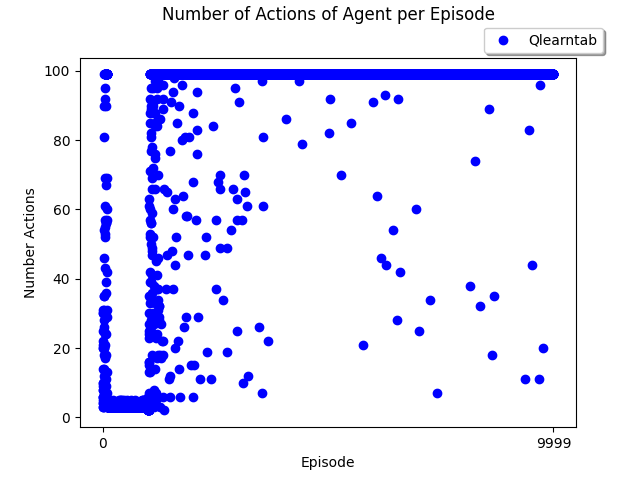 Number of Actions of Agent per Episode
Qlearntab
100
80
60
40
20
0
Number Actions
0
9999
Episode